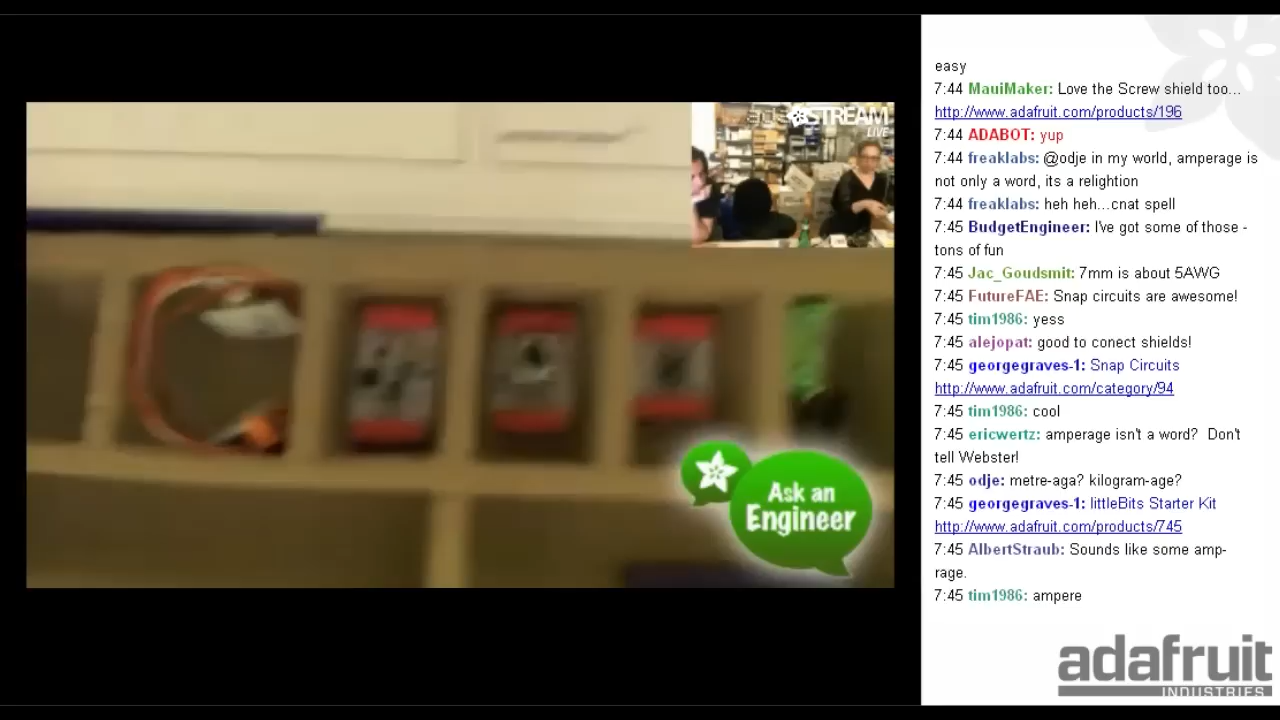 STREAM
LIVE
Ask an
Engineer
easy
7:44 MauiMaker: Love the Screw shield too...
http://www.adafruit.com/products/196
7:44 ADABOT: yup
7:44 freaklabs: @odje in my world, amperage is
not only a word, its a relightion
7:44 freaklabs: heh heh...cnat spell
7:45 BudgetEngineer: I've got some of those -
tons of fun
7:45 Jac_Goudsmit: 7mm is about 5AWG
7:45 FutureFAE: Snap circuits are awesome!
7:45 tim1986: yess
7:45 alejopat: good to conect shields!
7:45 georgegraves-1: Snap Circuits
http://www.adafruit.com/category/94
7:45 tim1986: cool
7:45 ericwertz: amperage isn't a word? Don't
tell Webster!
7:45 odje: metre-aga? kilogram-age?
7:45 georgegraves-1: littleBits Starter Kit
http://www.adafruit.com/products/745
7:45 AlbertStraub: Sounds like some amp-
rage.
7:45 tim1986: ampere
adafruit
INDUSTRIES